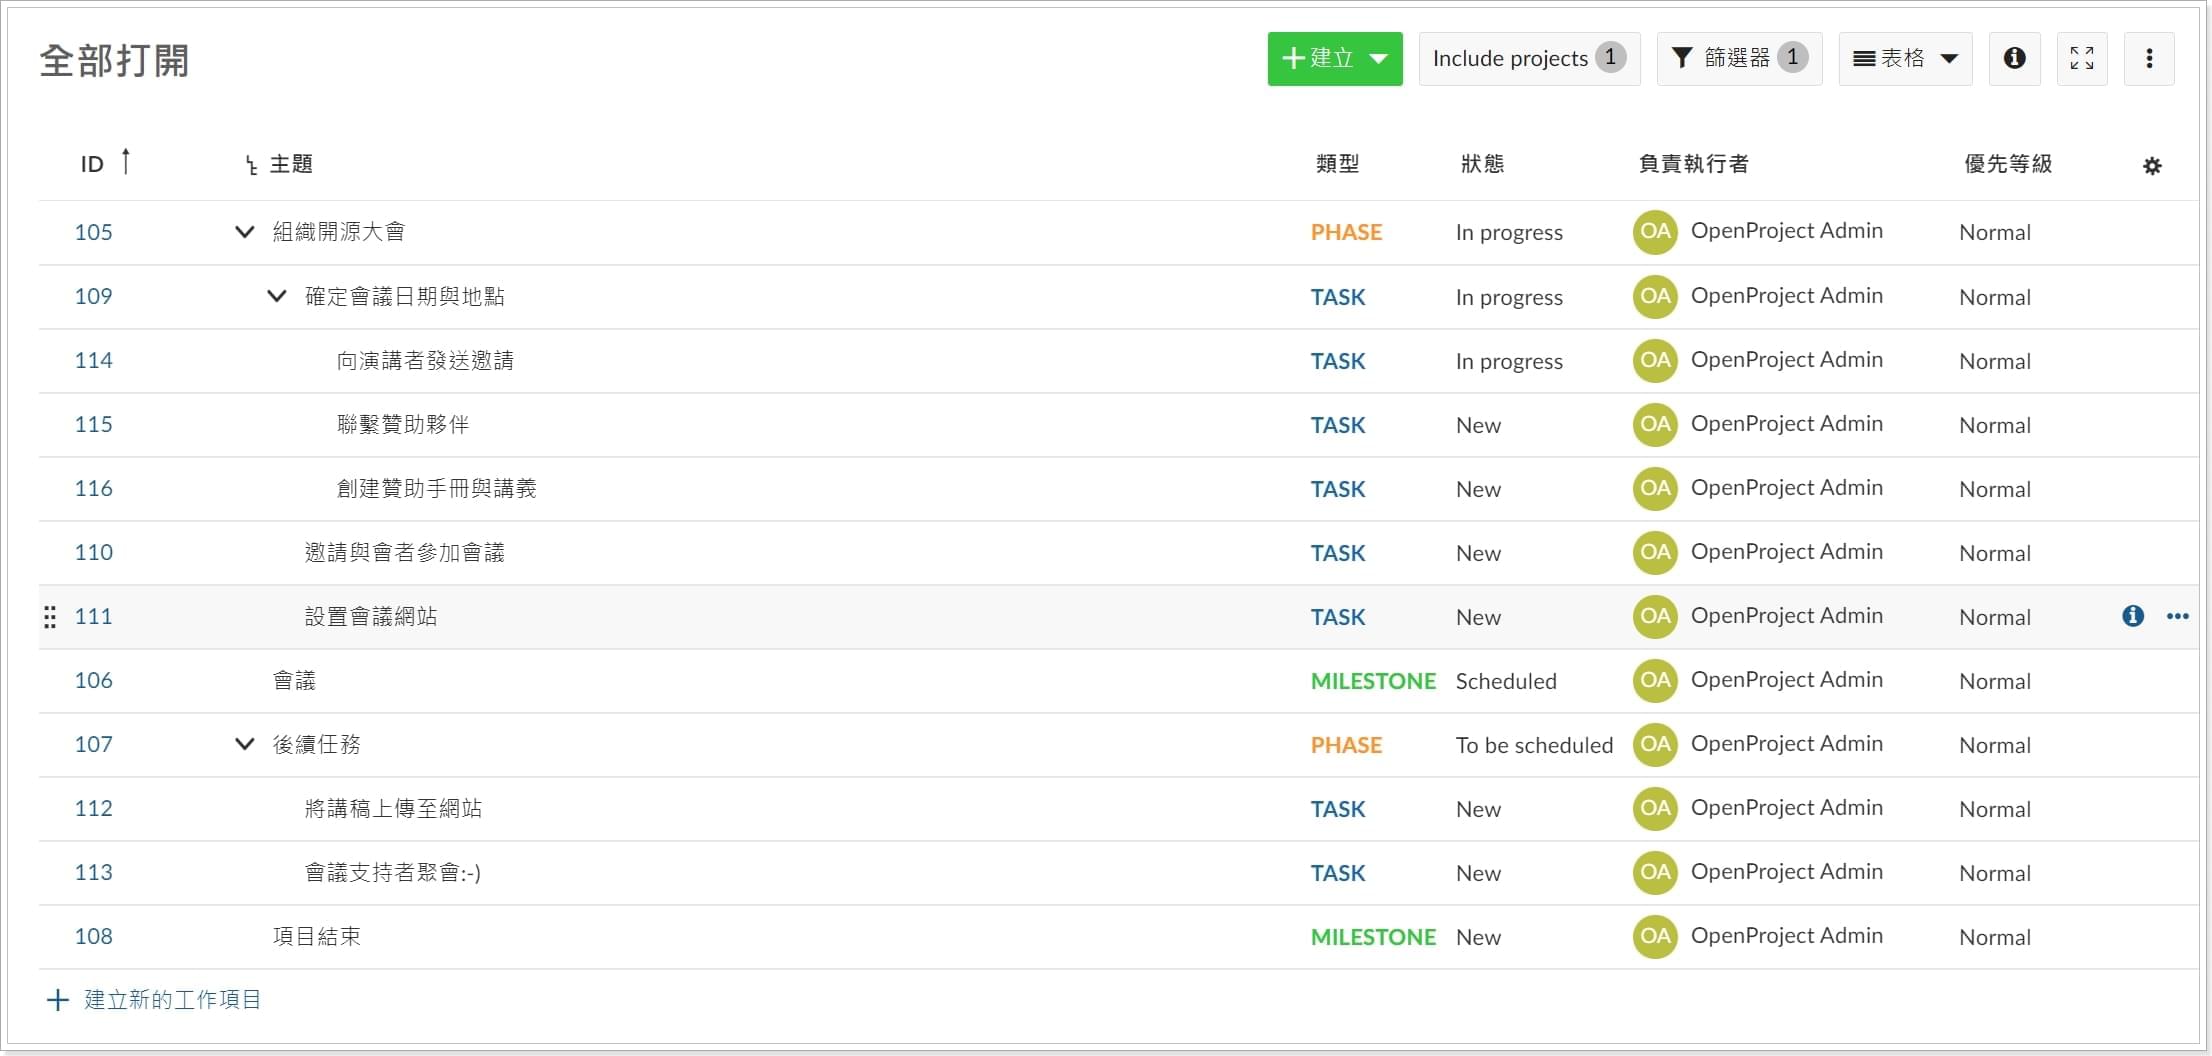 全部打開
建立 Include projects 1 篩選器 1 表格
ID 主題 類型 狀態 負責執行者 優先等級
105 組織開源大會 PHASE In progress OA OpenProject Admin Normal
109 確定會議日期與地點 TASK In progress OA OpenProject Admin Normal
114 向演講者發送邀請 TASK In progress OA OpenProject Admin Normal
115 聯繫贊助夥伴 TASK New OA OpenProject Admin Normal
116 創建贊助手冊與講義 TASK New OA OpenProject Admin Normal
110 邀請與會者參加會議 TASK New OA OpenProject Admin Normal
111 設置會議網站 TASK New OA OpenProject Admin Normal
106 會議 MILESTONE Scheduled OA OpenProject Admin Normal
107 後續任務 PHASE To be scheduled OA OpenProject Admin Normal
112 將講稿上傳至網站 TASK New OA OpenProject Admin Normal
113 會議支持者聚會:-) TASK New OA OpenProject Admin Normal
108 項目結束 MILESTONE New OA OpenProject Admin Normal
建立新的工作項目